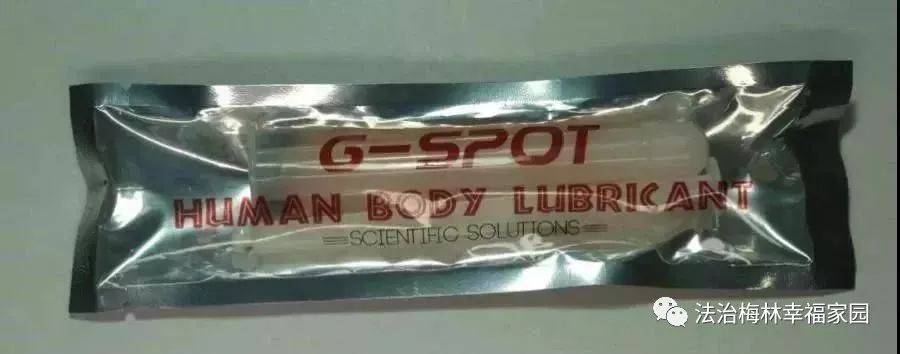 G-SPOT
HUMAN BODY LUBRICANT
SCIENTIFIC SOLUTIONS
法治梅林幸福家园